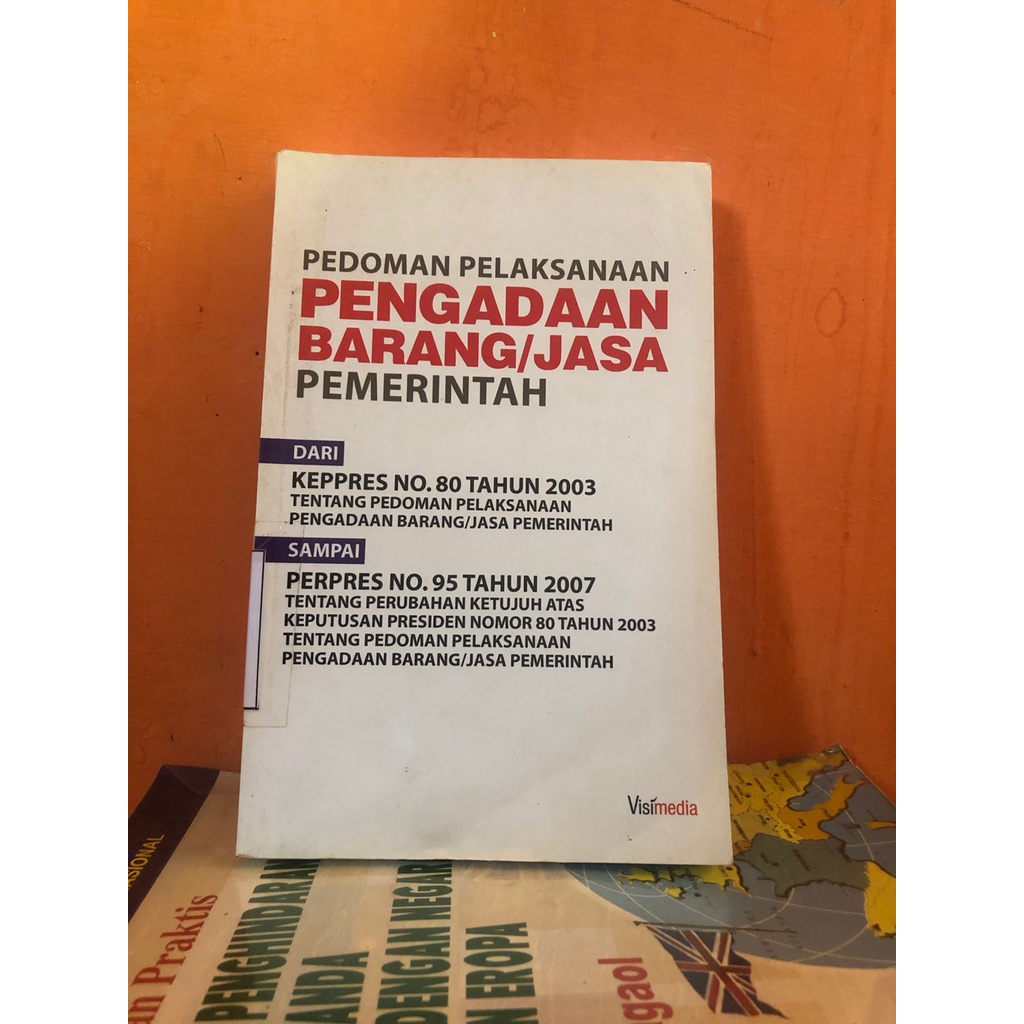 PEDOMAN PELAKSANAAN
PENGADAAN
BARANG/JASA
PEMERINTAH
DARI
KEPPRES NO. 80 TAHUN 2003
TENTANG PEDOMAN PELAKSANAAN
PENGADAAN BARANG/JASA PEMERINTAH
SAMPAI
PERPRES NO. 95 TAHUN 2007
TENTANG PERUBAHAN KETUJUH ATAS
KEPUTUSAN PRESIDEN NOMOR 80 TAHUN 2003
TENTANG PEDOMAN PELAKSANAAN
PENGADAAN BARANG/JASA PEMERINTAH
Visimedia
Praktis
PENGHINDARAN
ANDA
DENGAN NEGAR
EROPA
gaol